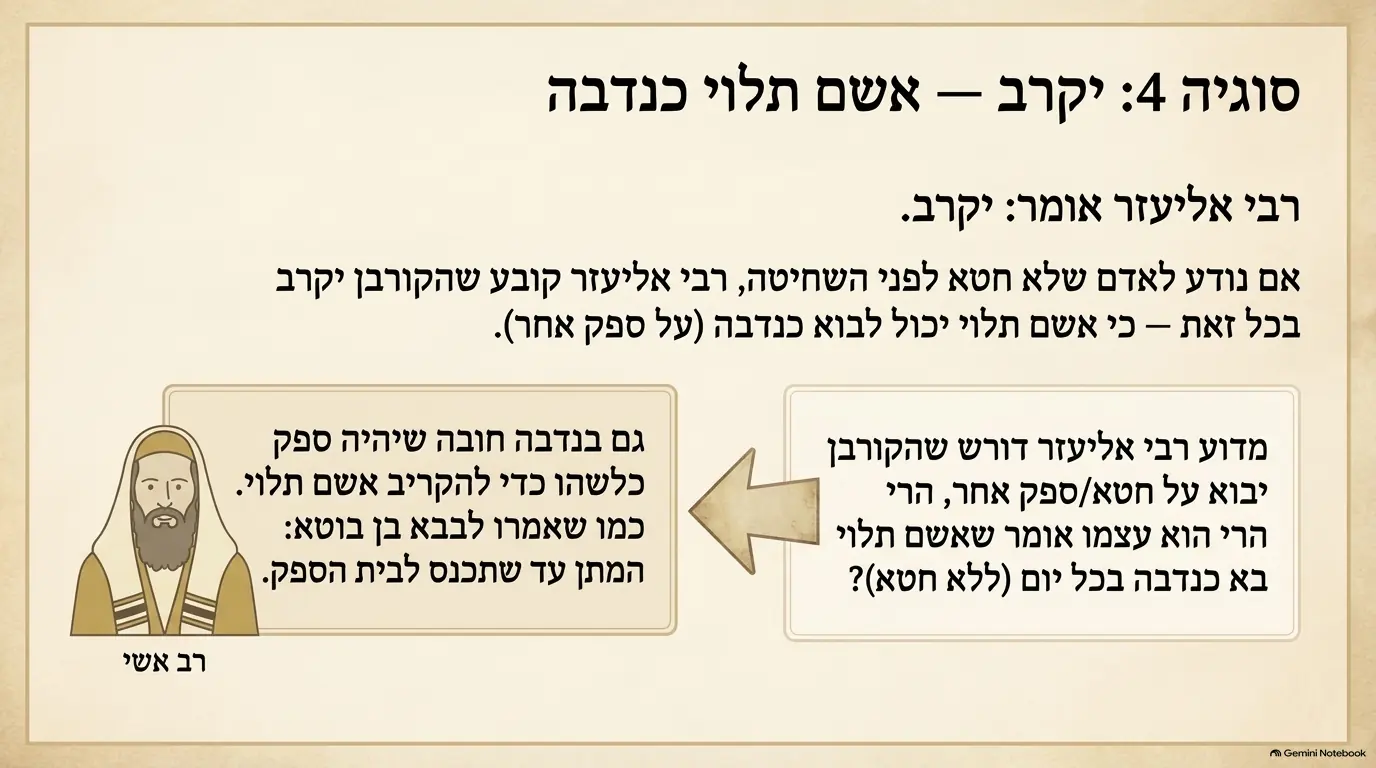 סוגיה 4: יקרב – אשם תלוי כנדבה
רבי אליעזר אומר: יקרב.
אם נודע לאדם שלא חטא לפני השחיטה, רבי אליעזר קובע שהקורבן יקרב
בכל זאת – כי אשם תלוי יכול לבוא כנדבה (על ספק אחר).
מדוע רבי אליעזר דורש שהקורבן
יבוא על חטא/ספק אחר, הרי
הרי הוא עצמו אומר שאשם תלוי
בא כנדבה בכל יום (ללא חטא)?
גם בנדבה חובה שיהיה ספק
כלשהו כדי להקריב אשם תלוי.
כמו שאמרו לבבא בן בוטא:
המתן עד שתכנס לבית הספק.
רב אשי
Gemini Notebook